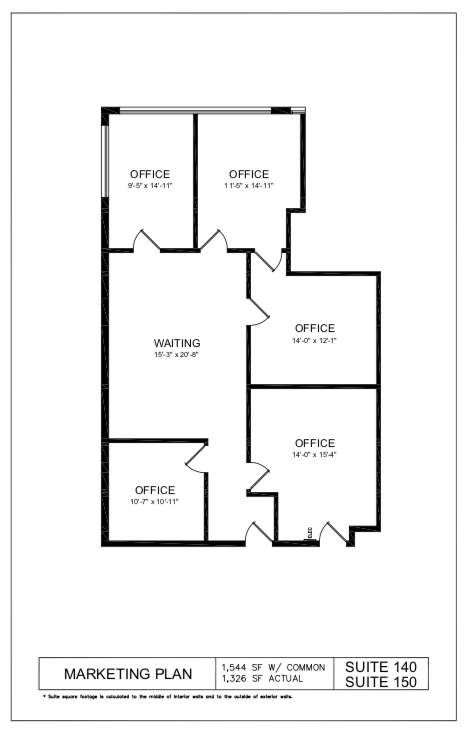 OFFICE
9'-5" x 14'-11"
OFFICE
11'-5" x 14'-11"
OFFICE
14'-0" x 12'-1"
WAITING
15'-3" x 20'-8"
OFFICE
14'-0" x 15'-4"
OFFICE
10'-7" x 10'-11"
ELEC
MARKETING PLAN
1,544 SF W/ COMMON
1,326 SF ACTUAL
SUITE 140
SUITE 150
* Suite square footage is calculated to the middle of interior walls and to the outside of exterior walls.